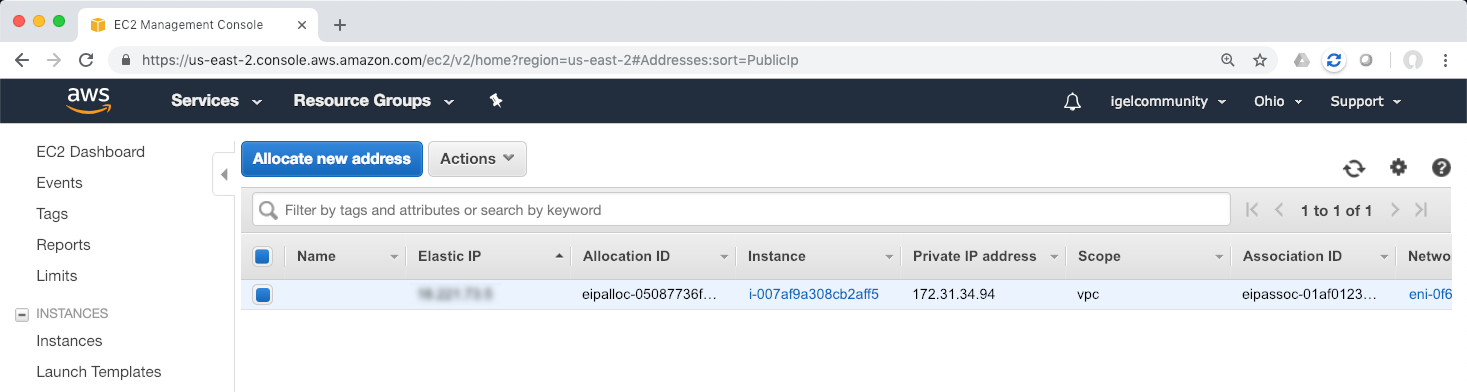 EC2 Management Console
https://us-east-2.console.aws.amazon.com/ec2/v2/home?region=us-east-2#Addresses:sort=PublicIp
aws Services Resource Groups igelcommunity Ohio Support
EC2 Dashboard
Events
Tags
Reports
Limits
INSTANCES
Instances
Launch Templates
Allocate new address Actions
Filter by tags and attributes or search by keyword 1 to 1 of 1
Name Elastic IP Allocation ID Instance Private IP address Scope Association ID Netwo
eipalloc-05087736f… i-007af9a308cb2aff5 172.31.34.94 vpc eipassoc-01af0123… eni-0f6